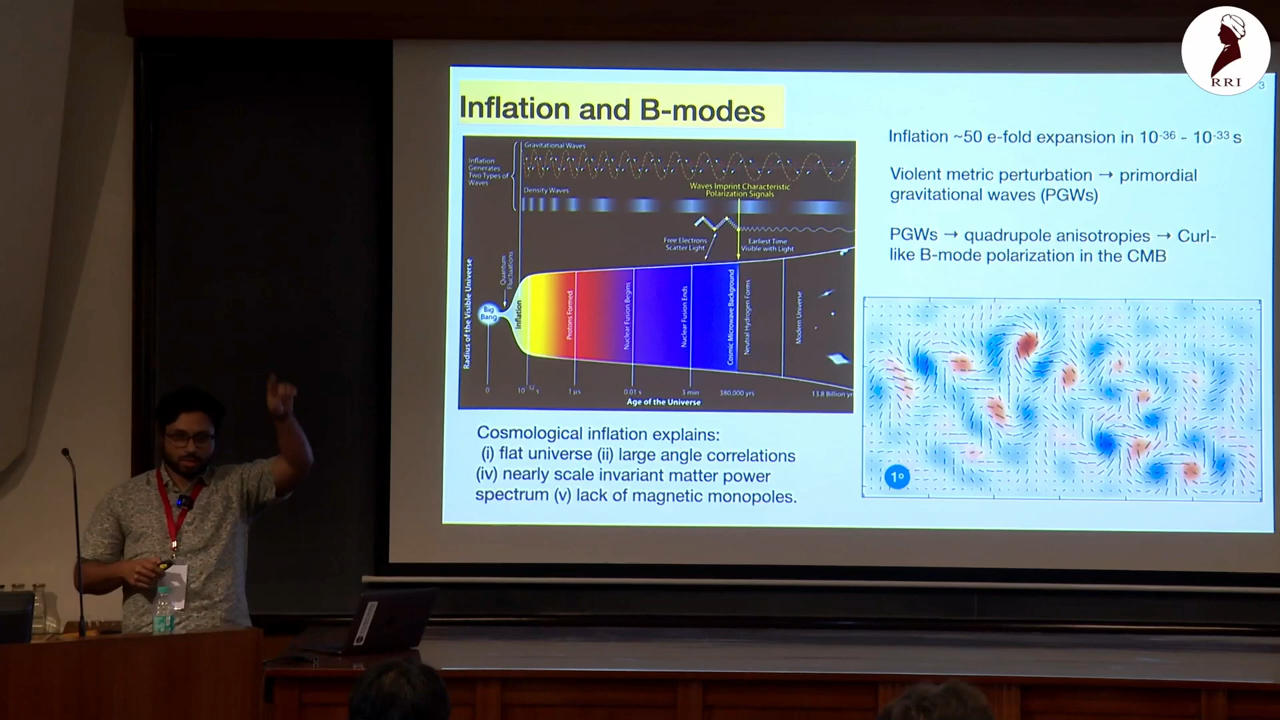 RRI
3
Inflation and B-modes
Gravitational Waves
Inflation
Generates
Two Types of
Waves
Density Waves
Waves Imprint Characteristic
Polarization Signals
Free Electrons
Scatter Light
Earliest Time
Visible with Light
Radius of the Visible Universe
Quantum
Fluctuations
Big
Bang
Inflation
Protons Formed
Nuclear Fusion Begins
Nuclear Fusion Ends
Cosmic Microwave Background
Neutral Hydrogen Forms
Modern Universe
0
1 µs
0.01 s
3 min
380,000 yrs
13.8 Billion yr
Age of the Universe
Cosmological inflation explains:
(i) flat universe (ii) large angle correlations
(iv) nearly scale invariant matter power
spectrum (v) lack of magnetic monopoles.
Inflation ~50 e-fold expansion in 10⁻³⁶ - 10⁻³³ s
Violent metric perturbation → primordial
gravitational waves (PGWs)
PGWs → quadrupole anisotropies → Curl-
like B-mode polarization in the CMB
1º